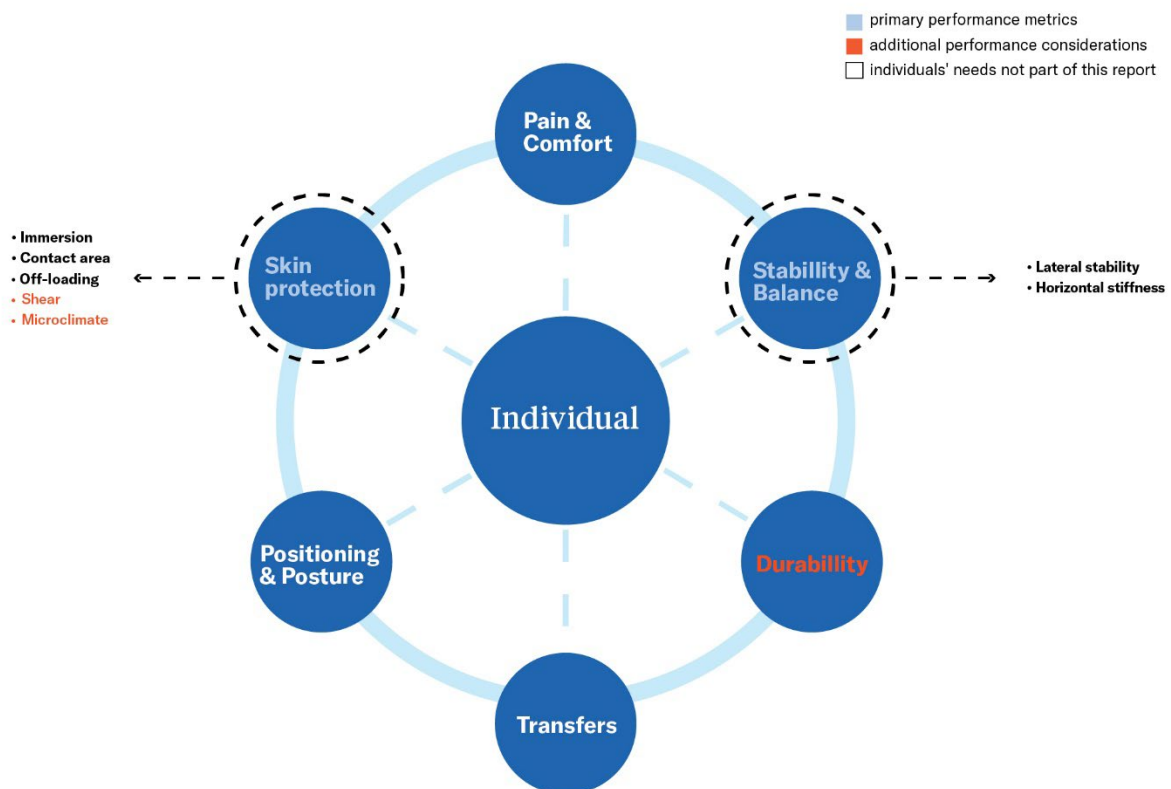 primary performance metrics
additional performance considerations
individuals' needs not part of this report
Pain &
Comfort
Skin
protection
• Immersion
• Contact area
• Off-loading
• Shear
• Microclimate
Stabillity &
Balance
• Lateral stability
• Horizontal stiffness
Individual
Positioning
& Posture
Durabillity
Transfers